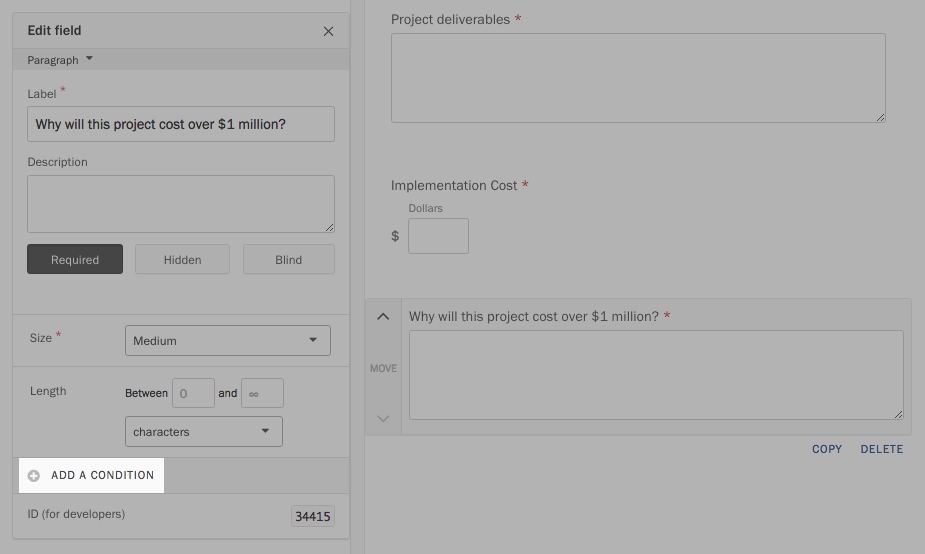 Edit field
Paragraph
Label *
Why will this project cost over $1 million?
Description
Required Hidden Blind
Size * Medium
Length Between 0 and ∞
characters
ADD A CONDITION
ID (for developers) 34415
Project deliverables *
Implementation Cost *
Dollars
$
Why will this project cost over $1 million? *
MOVE
COPY DELETE